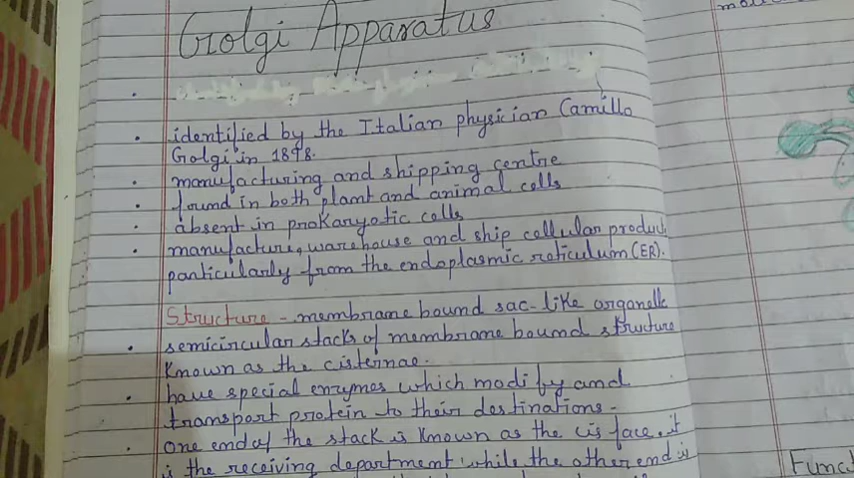 Golgi Apparatus
identified by the Italian physician Camillo
Golgi in 1898.
manufacturing and shipping centre
found in both plant and animal cells
absent in prokaryotic cells
manufacture, warehouse and ship cellular product
particularly from the endoplasmic reticulum (ER).
Structure - membrane bound sac-like organelle
semicircular stacks of membrane bound structure
known as the cisternae.
have special enzymes which modify and
transport protein to their destinations.
One end of the stack is known as the cis face, it
is the receiving department while the other end is
Funct